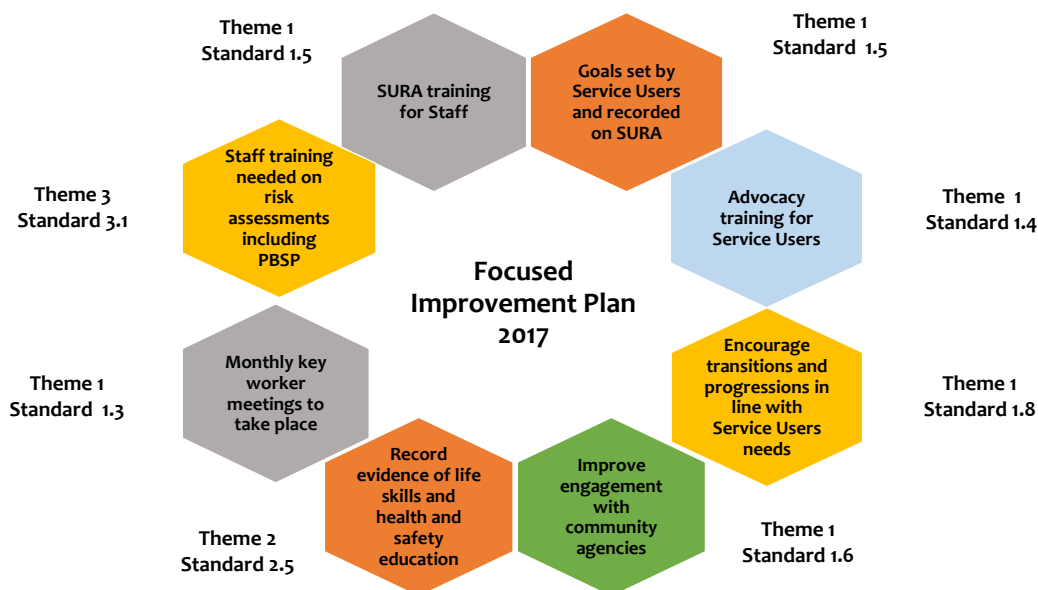 Theme 1
Standard 1.5
SURA training
for Staff
Goals set by
Service Users
and recorded
on SURA
Theme 1
Standard 1.5
Staff training
needed on
risk
assessments
including
PBSP
Theme 3
Standard 3.1
Advocacy
training for
Service Users
Theme 1
Standard 1.4
Focused
Improvement Plan
2017
Monthly key
worker
meetings to
take place
Theme 1
Standard 1.3
Encourage
transitions and
progressions in
line with
Service Users
needs
Theme 1
Standard 1.8
Record
evidence of life
skills and
health and
safety
education
Theme 2
Standard 2.5
Improve
engagement
with
community
agencies
Theme 1
Standard 1.6